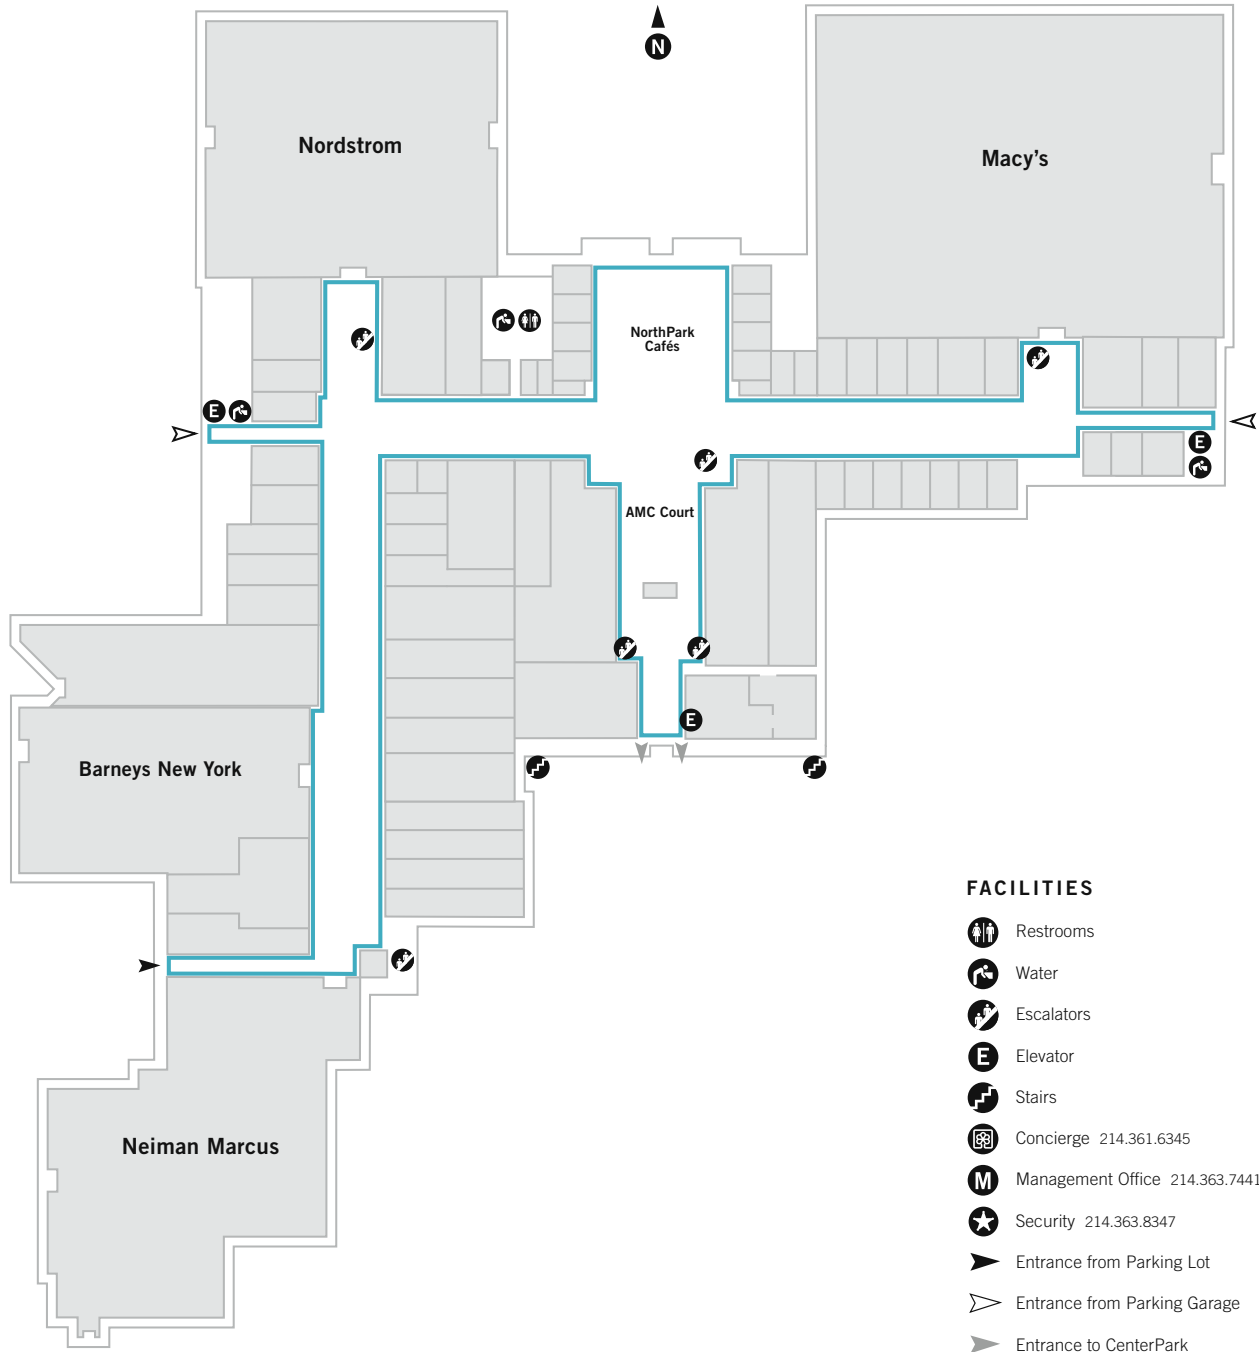 N
Nordstrom
Macy's
NorthPark
Cafés
E
E
AMC Court
E
Barneys New York
Neiman Marcus
FACILITIES
Restrooms
Water
Escalators
E Elevator
Stairs
Concierge 214.361.6345
M Management Office 214.363.7441
Security 214.363.8347
Entrance from Parking Lot
Entrance from Parking Garage
Entrance to CenterPark